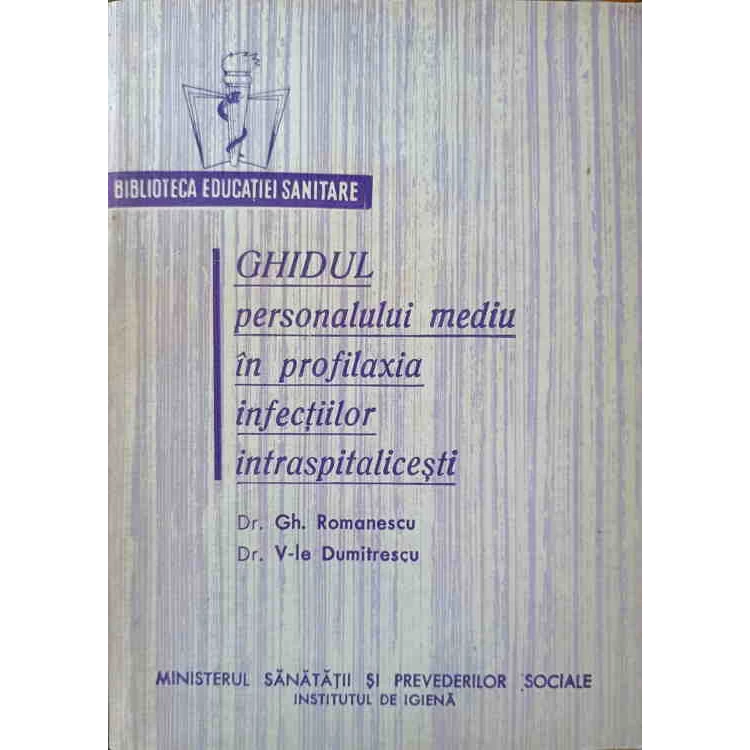 BIBLIOTECA EDUCAȚIEI SANITARE
GHIDUL
personalului mediu
în profilaxia
infecțiilor
intraspitalicești
Dr. Gh. Romanescu
Dr. V-le Dumitrescu
MINISTERUL SĂNĂTĂȚII ȘI PREVEDERILOR SOCIALE
INSTITUTUL DE IGIENĂ